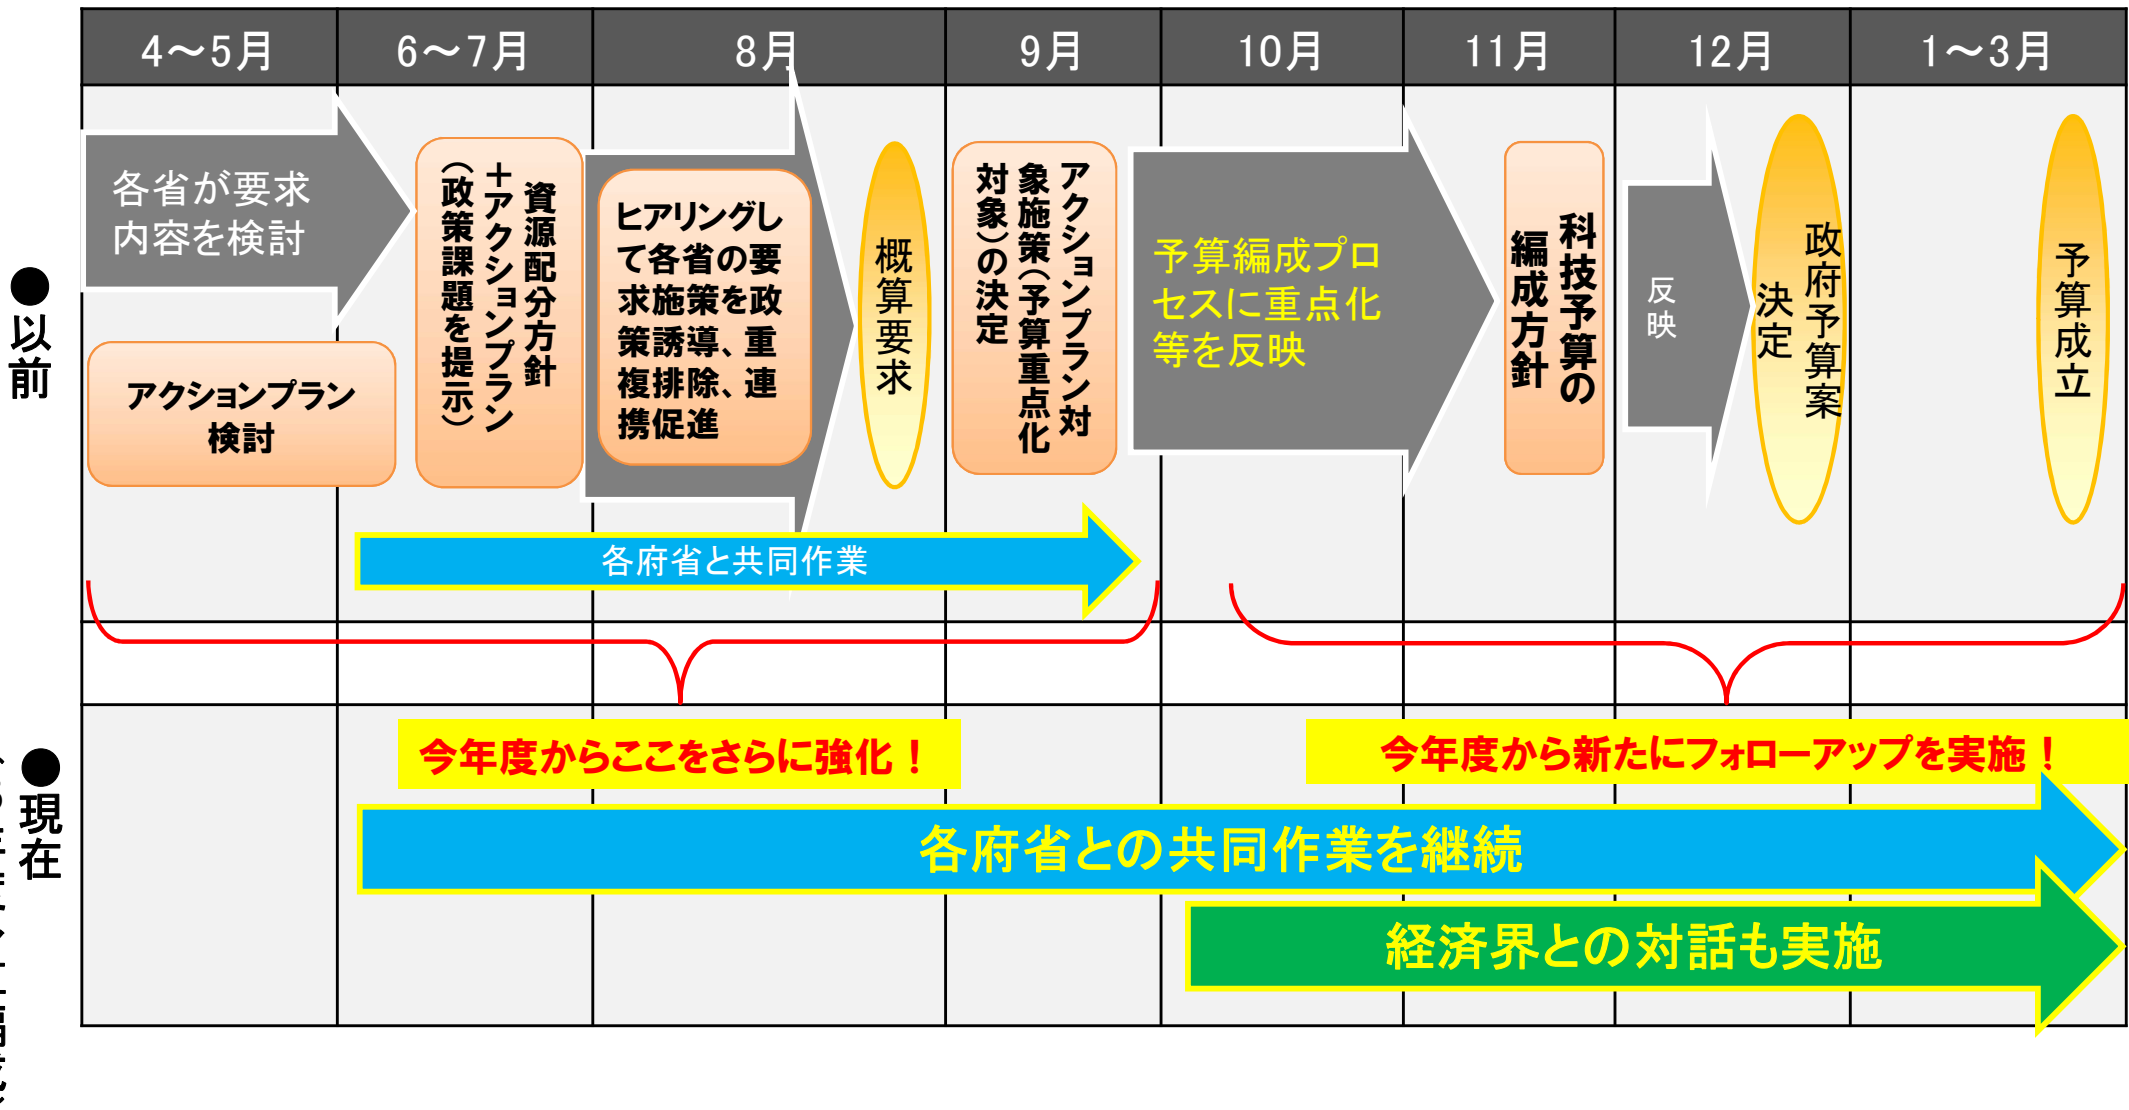 4～5月
6～7月
8月
9月
10月
11月
12月
1～3月
●以前
各省が要求
内容を検討
アクションプラン
検討
資源配分方針
＋アクションプラン
（政策課題を提示）
ヒアリングし
て各省の要
求施策を政
策誘導、重
複排除、連
携促進
概算要求
アクションプラン対
象施策（予算重点化
対象）の決定
予算編成プロ
セスに重点化
等を反映
科技予算の
編成方針
反
映
政府予算案
決定
予算成立
各府省と共同作業
●現在
今年度からここをさらに強化！
今年度から新たにフォローアップを実施！
各府省との共同作業を継続
経済界との対話も実施